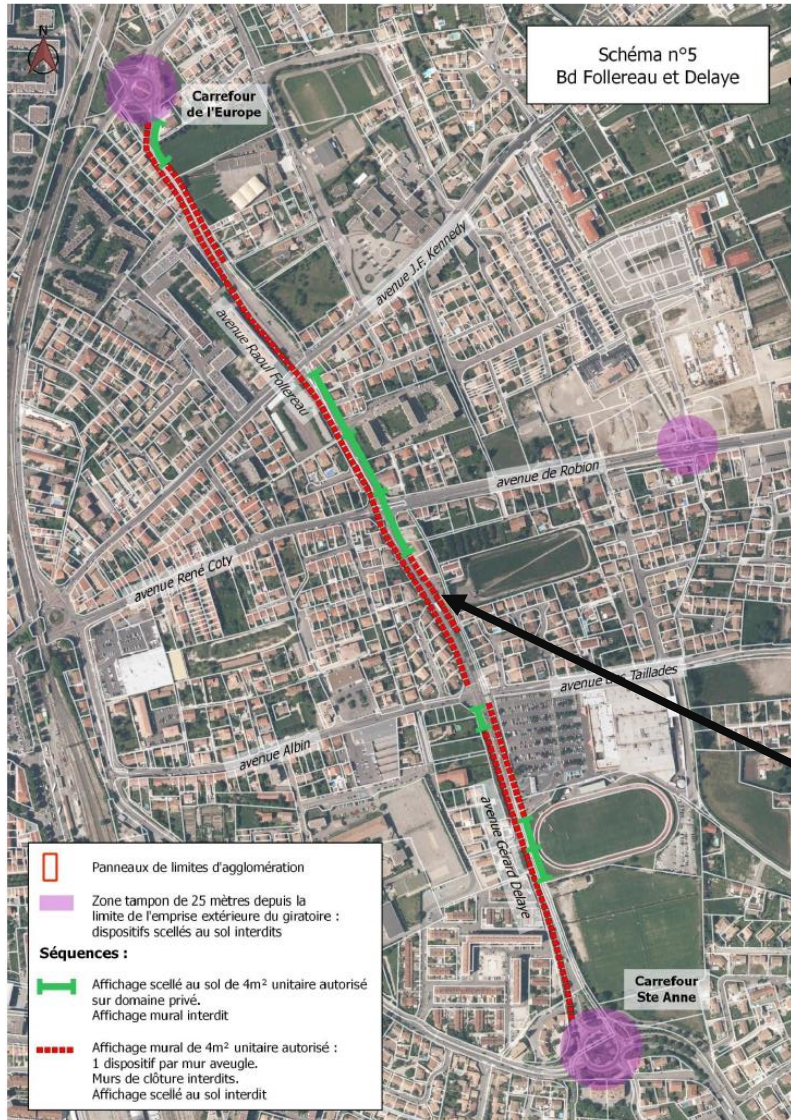 N
Schéma n°5
Bd Follereau et Delaye
Carrefour
de l'Europe
avenue J.F. Kennedy
avenue Raoul Follereau
avenue de Robion
avenue René Coty
avenue des Taillades
avenue Albin
avenue Gérard Delaye
Panneaux de limites d'agglomération
Zone tampon de 25 mètres depuis la
limite de l'emprise extérieure du giratoire :
dispositifs scellés au sol interdits
Séquences :
Affichage scellé au sol de 4m² unitaire autorisé
sur domaine privé.
Affichage mural interdit
Affichage mural de 4m² unitaire autorisé :
1 dispositif par mur aveugle.
Murs de clôture interdits.
Affichage scellé au sol interdit
Carrefour
Ste Anne